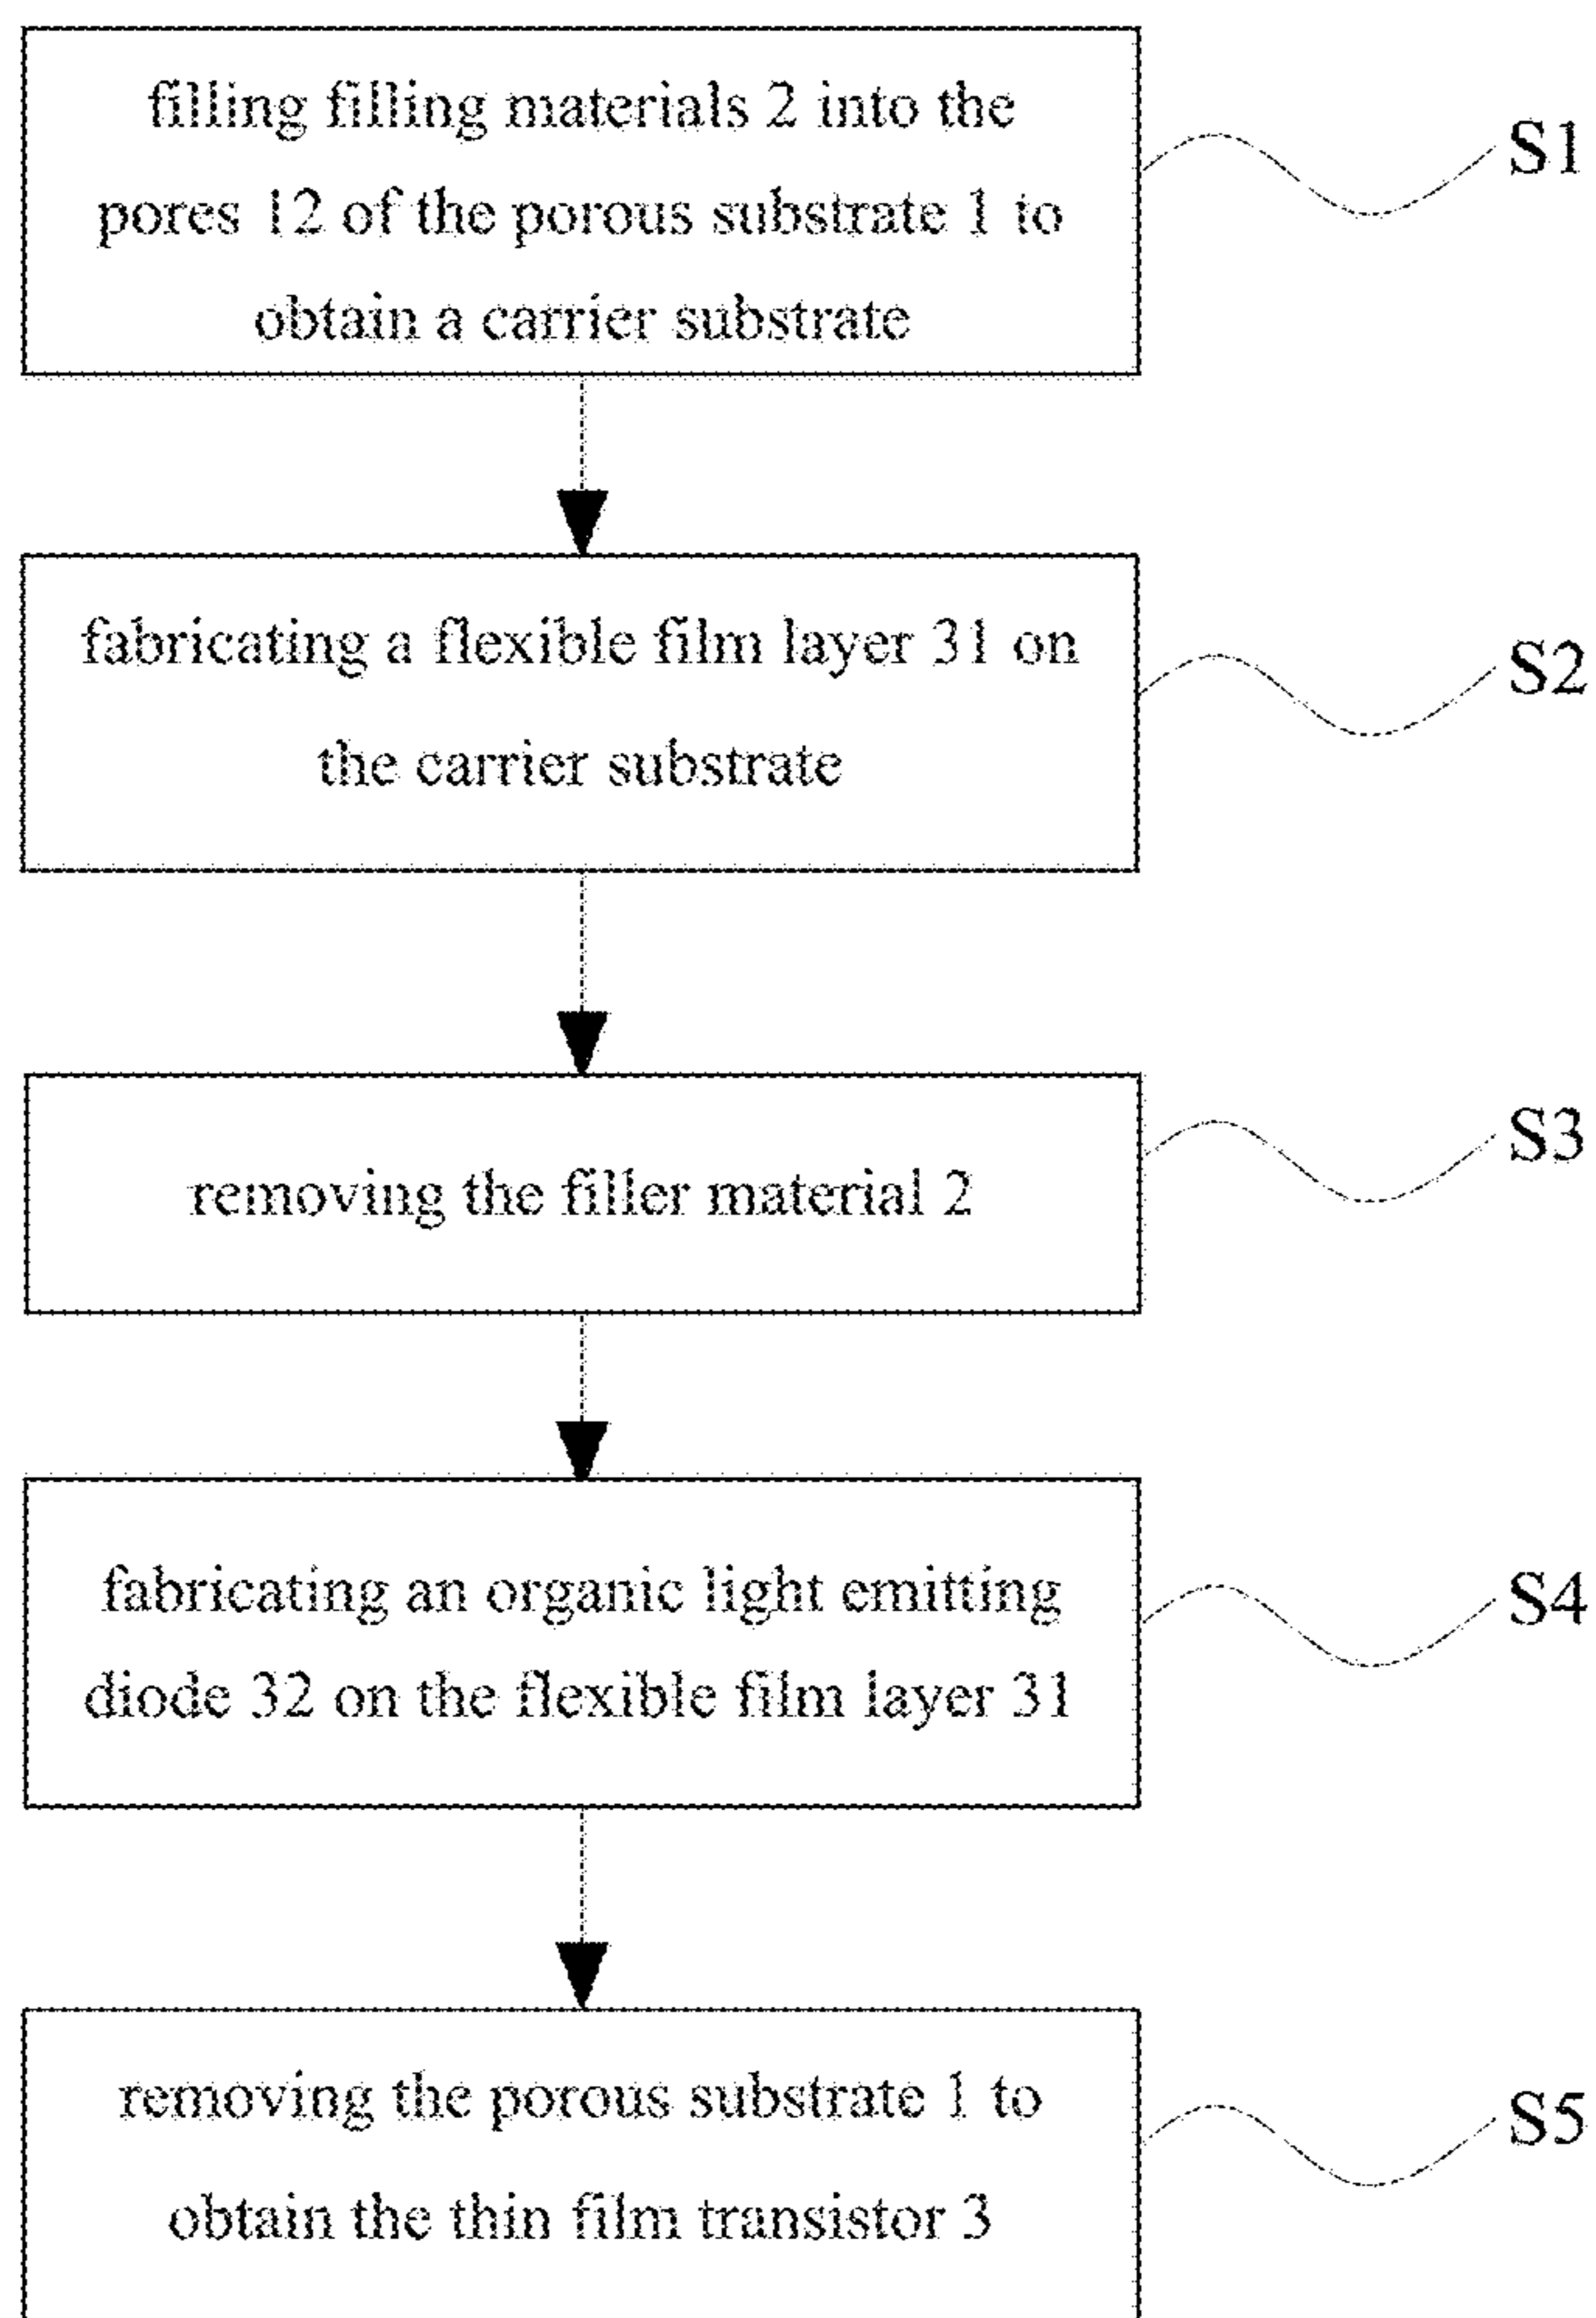 filling filling materials 2 into the
pores 12 of the porous substrate 1 to
obtain a carrier substrate
S1
fabricating a flexible film layer 31 on
the carrier substrate
S2
removing the filler material 2
S3
fabricating an organic light emitting
diode 32 on the flexible film layer 31
S4
removing the porous substrate 1 to
obtain the thin film transistor 3
S5